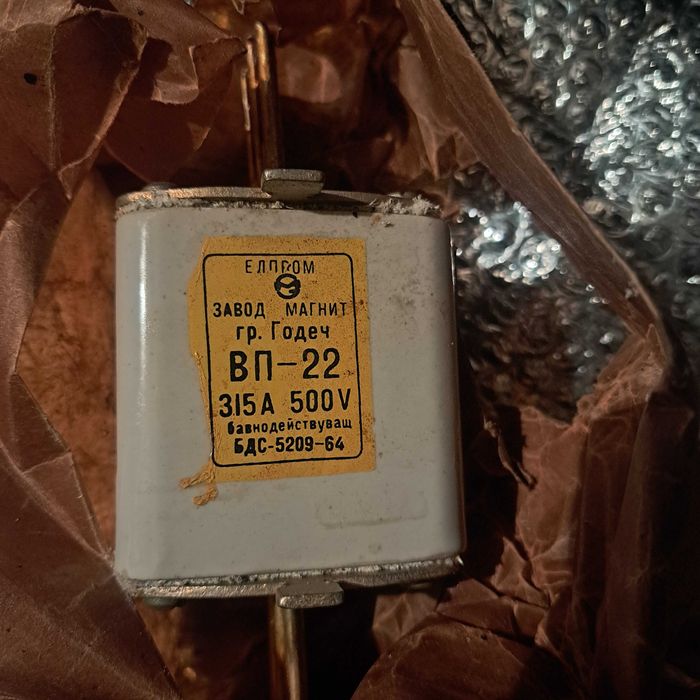 ЕЛПРОМ
ЗАВОД МАГНИТ
гр. Годеч
ВП-22
315А 500V
бавнодействуващ
БДС-5209-64